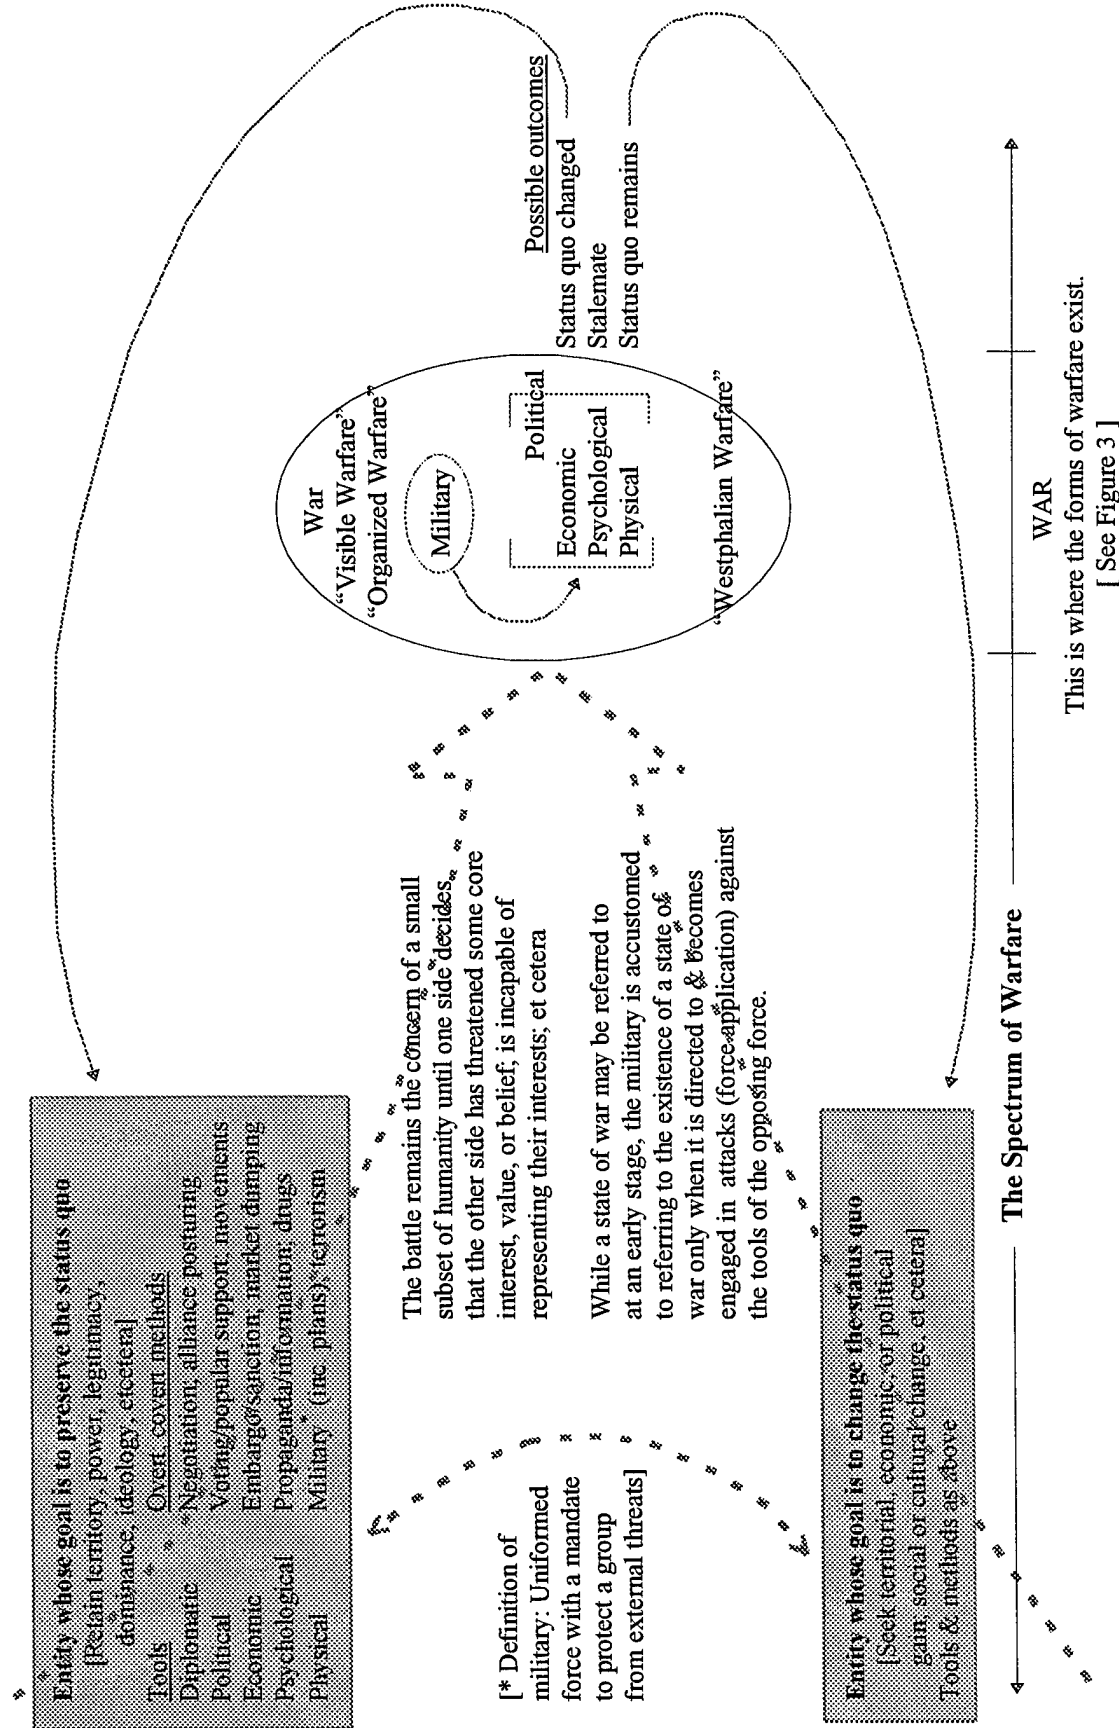 Entity whose goal is to preserve the status quo
[Retain territory, power, legitimacy,
dominance, ideology, etcetera]
Tools Overt, covert methods
Diplomatic Negotiation; alliance posturing
Political Voting/popular support; movements
Economic Embargo/sanction; market dumping
Psychological Propaganda/information; drugs
Physical Military* (inc plans); terrorism
[* Definition of
military: Uniformed
force with a mandate
to protect a group
from external threats]
Entity whose goal is to change the status quo
[Seek territorial, economic, or political
gain, social or cultural change, et cetera]
Tools & methods as above
The battle remains the concern of a small
subset of humanity until one side decides
that the other side has threatened some core
interest, value, or belief; is incapable of
representing their interests; et cetera
While a state of war may be referred to
at an early stage, the military is accustomed
to referring to the existence of a state of
war only when it is directed to & becomes
engaged in attacks (force application) against
the tools of the opposing force.
War
“Visible Warfare”
“Organized Warfare”
Military
Political
Economic
Psychological
Physical
“Westphalian Warfare”
Possible outcomes
Status quo changed
Stalemate
Status quo remains
The Spectrum of Warfare
WAR
This is where the forms of warfare exist.
[ See Figure 3 ]